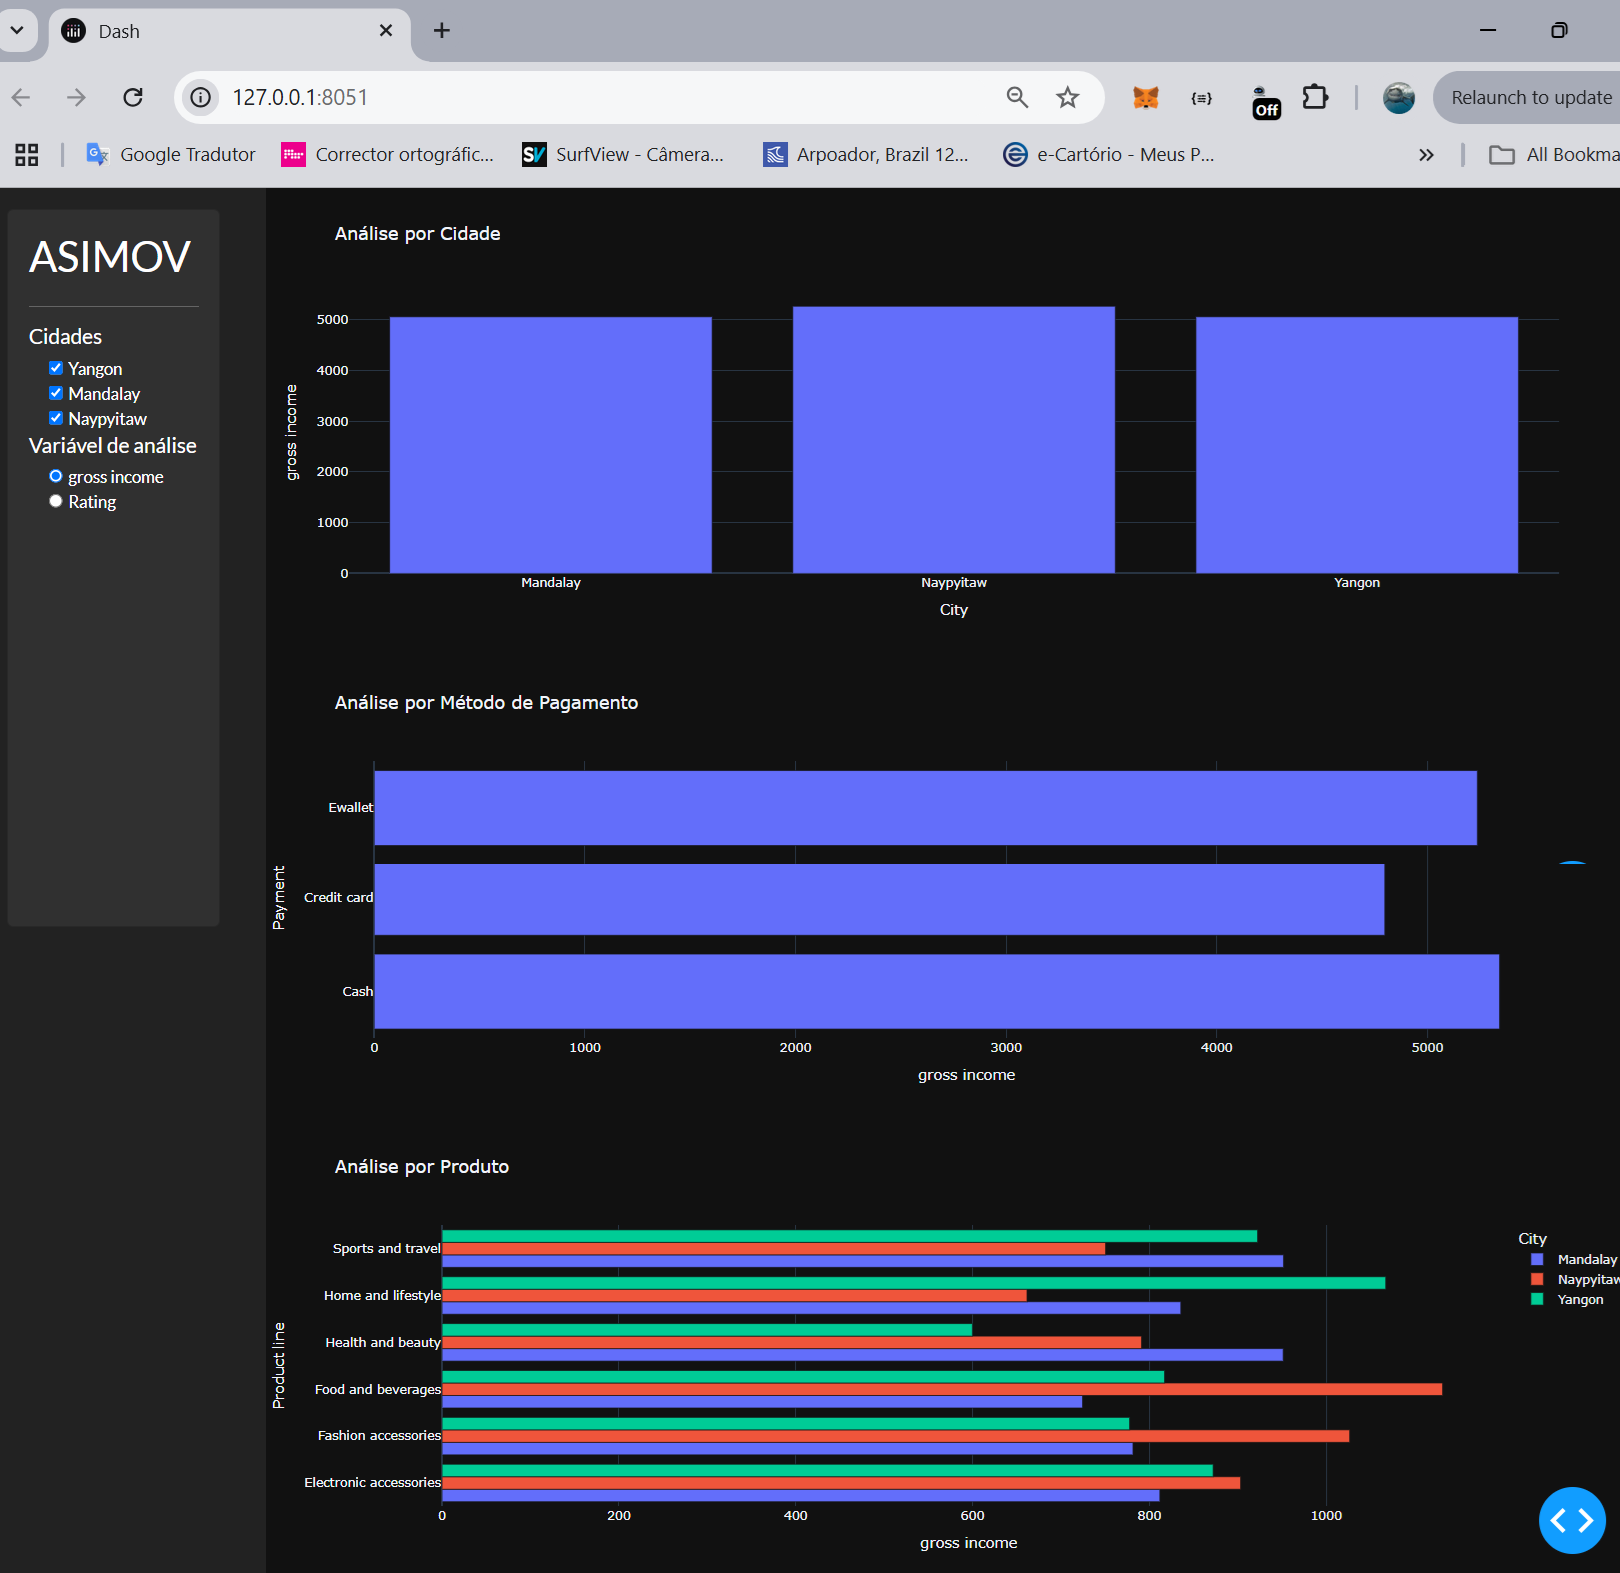 Dash
127.0.0.1:8051
Off
Relaunch to update
Google Tradutor
Corrector ortográfic...
SurfView - Câmera...
Arpoador, Brazil 12...
e-Cartório - Meus P...
All Bookma
ASIMOV
Cidades
Yangon
Mandalay
Naypyitaw
Variável de análise
gross income
Rating
Análise por Cidade
gross income
5000
4000
3000
2000
1000
0
Mandalay Naypyitaw Yangon
City
Análise por Método de Pagamento
Payment
Ewallet
Credit card
Cash
0 1000 2000 3000 4000 5000
gross income
Análise por Produto
Product line
Sports and travel
Home and lifestyle
Health and beauty
Food and beverages
Fashion accessories
Electronic accessories
0 200 400 600 800 1000
gross income
City
Mandalay
Naypyitaw
Yangon